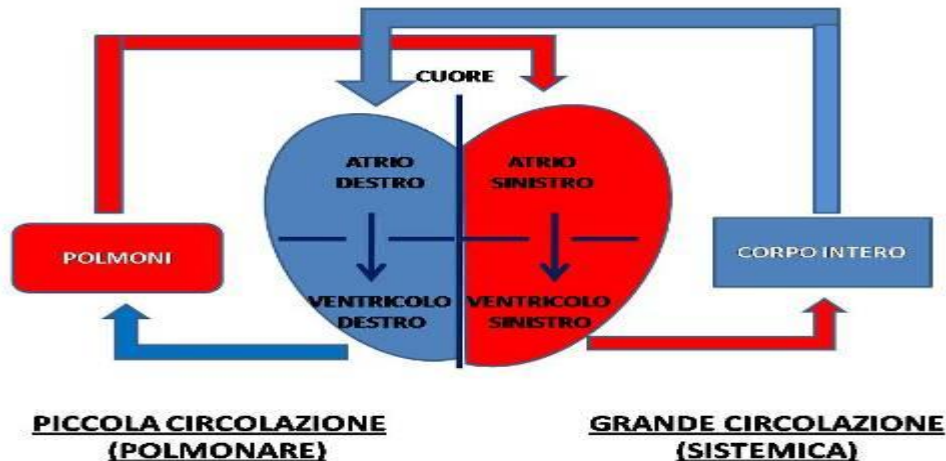 CUORE
ATRIO
DESTRO
ATRIO
SINISTRO
POLMONI
CORPO INTERO
VENTRICOLO
DESTRO
VENTRICOLO
SINISTRO
PICCOLA CIRCOLAZIONE
(POLMONARE)
GRANDE CIRCOLAZIONE
(SISTEMICA)